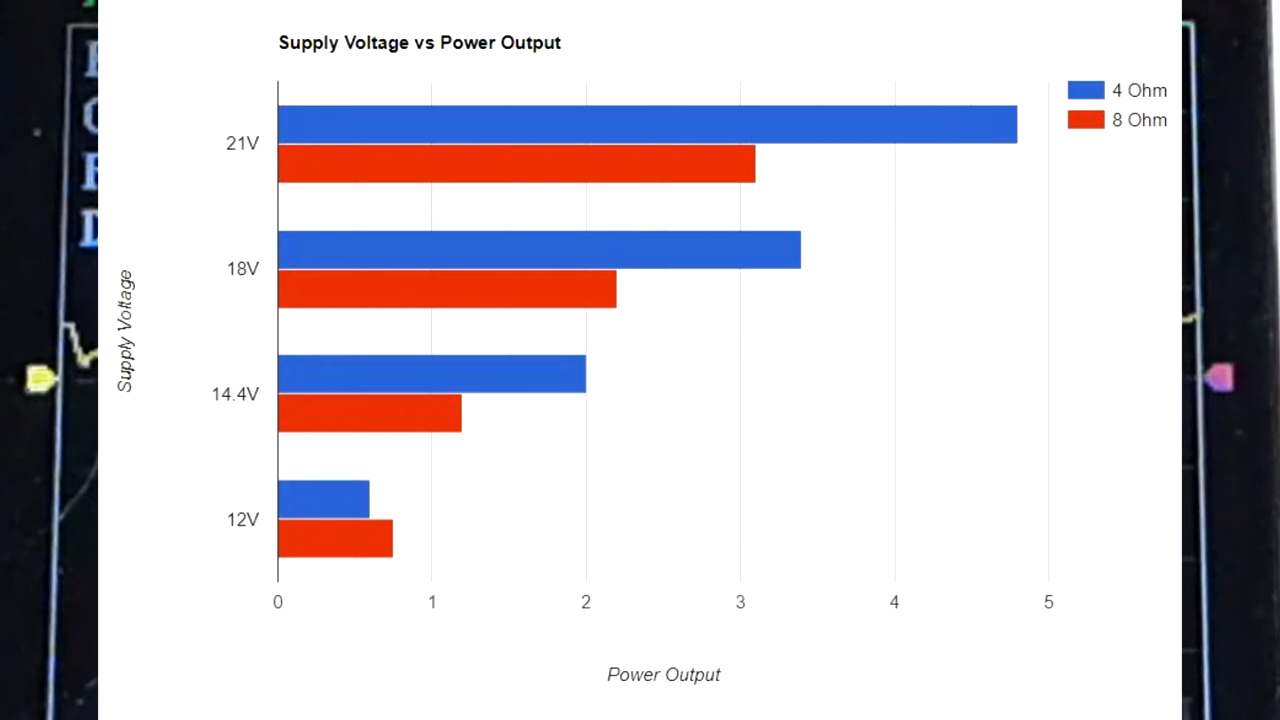 Supply Voltage vs Power Output
4 Ohm
8 Ohm
21V
18V
14.4V
12V
Supply Voltage
0 1 2 3 4 5
Power Output